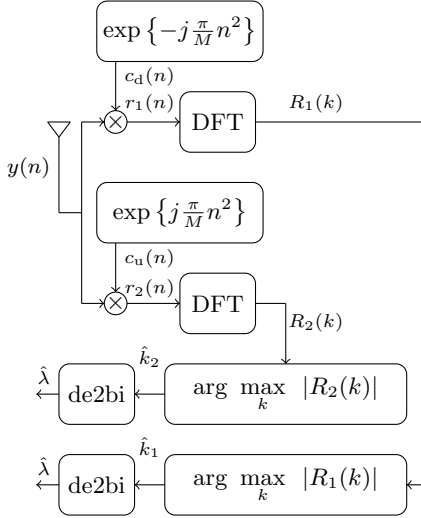 exp {−j π/M n²}
c_d(n)
r_1(n)
DFT
R_1(k)
y(n)
exp {j π/M n²}
c_u(n)
r_2(n)
DFT
R_2(k)
λ̂
de2bi
k̂_2
arg max_k |R_2(k)|
λ̂
de2bi
k̂_1
arg max_k |R_1(k)|